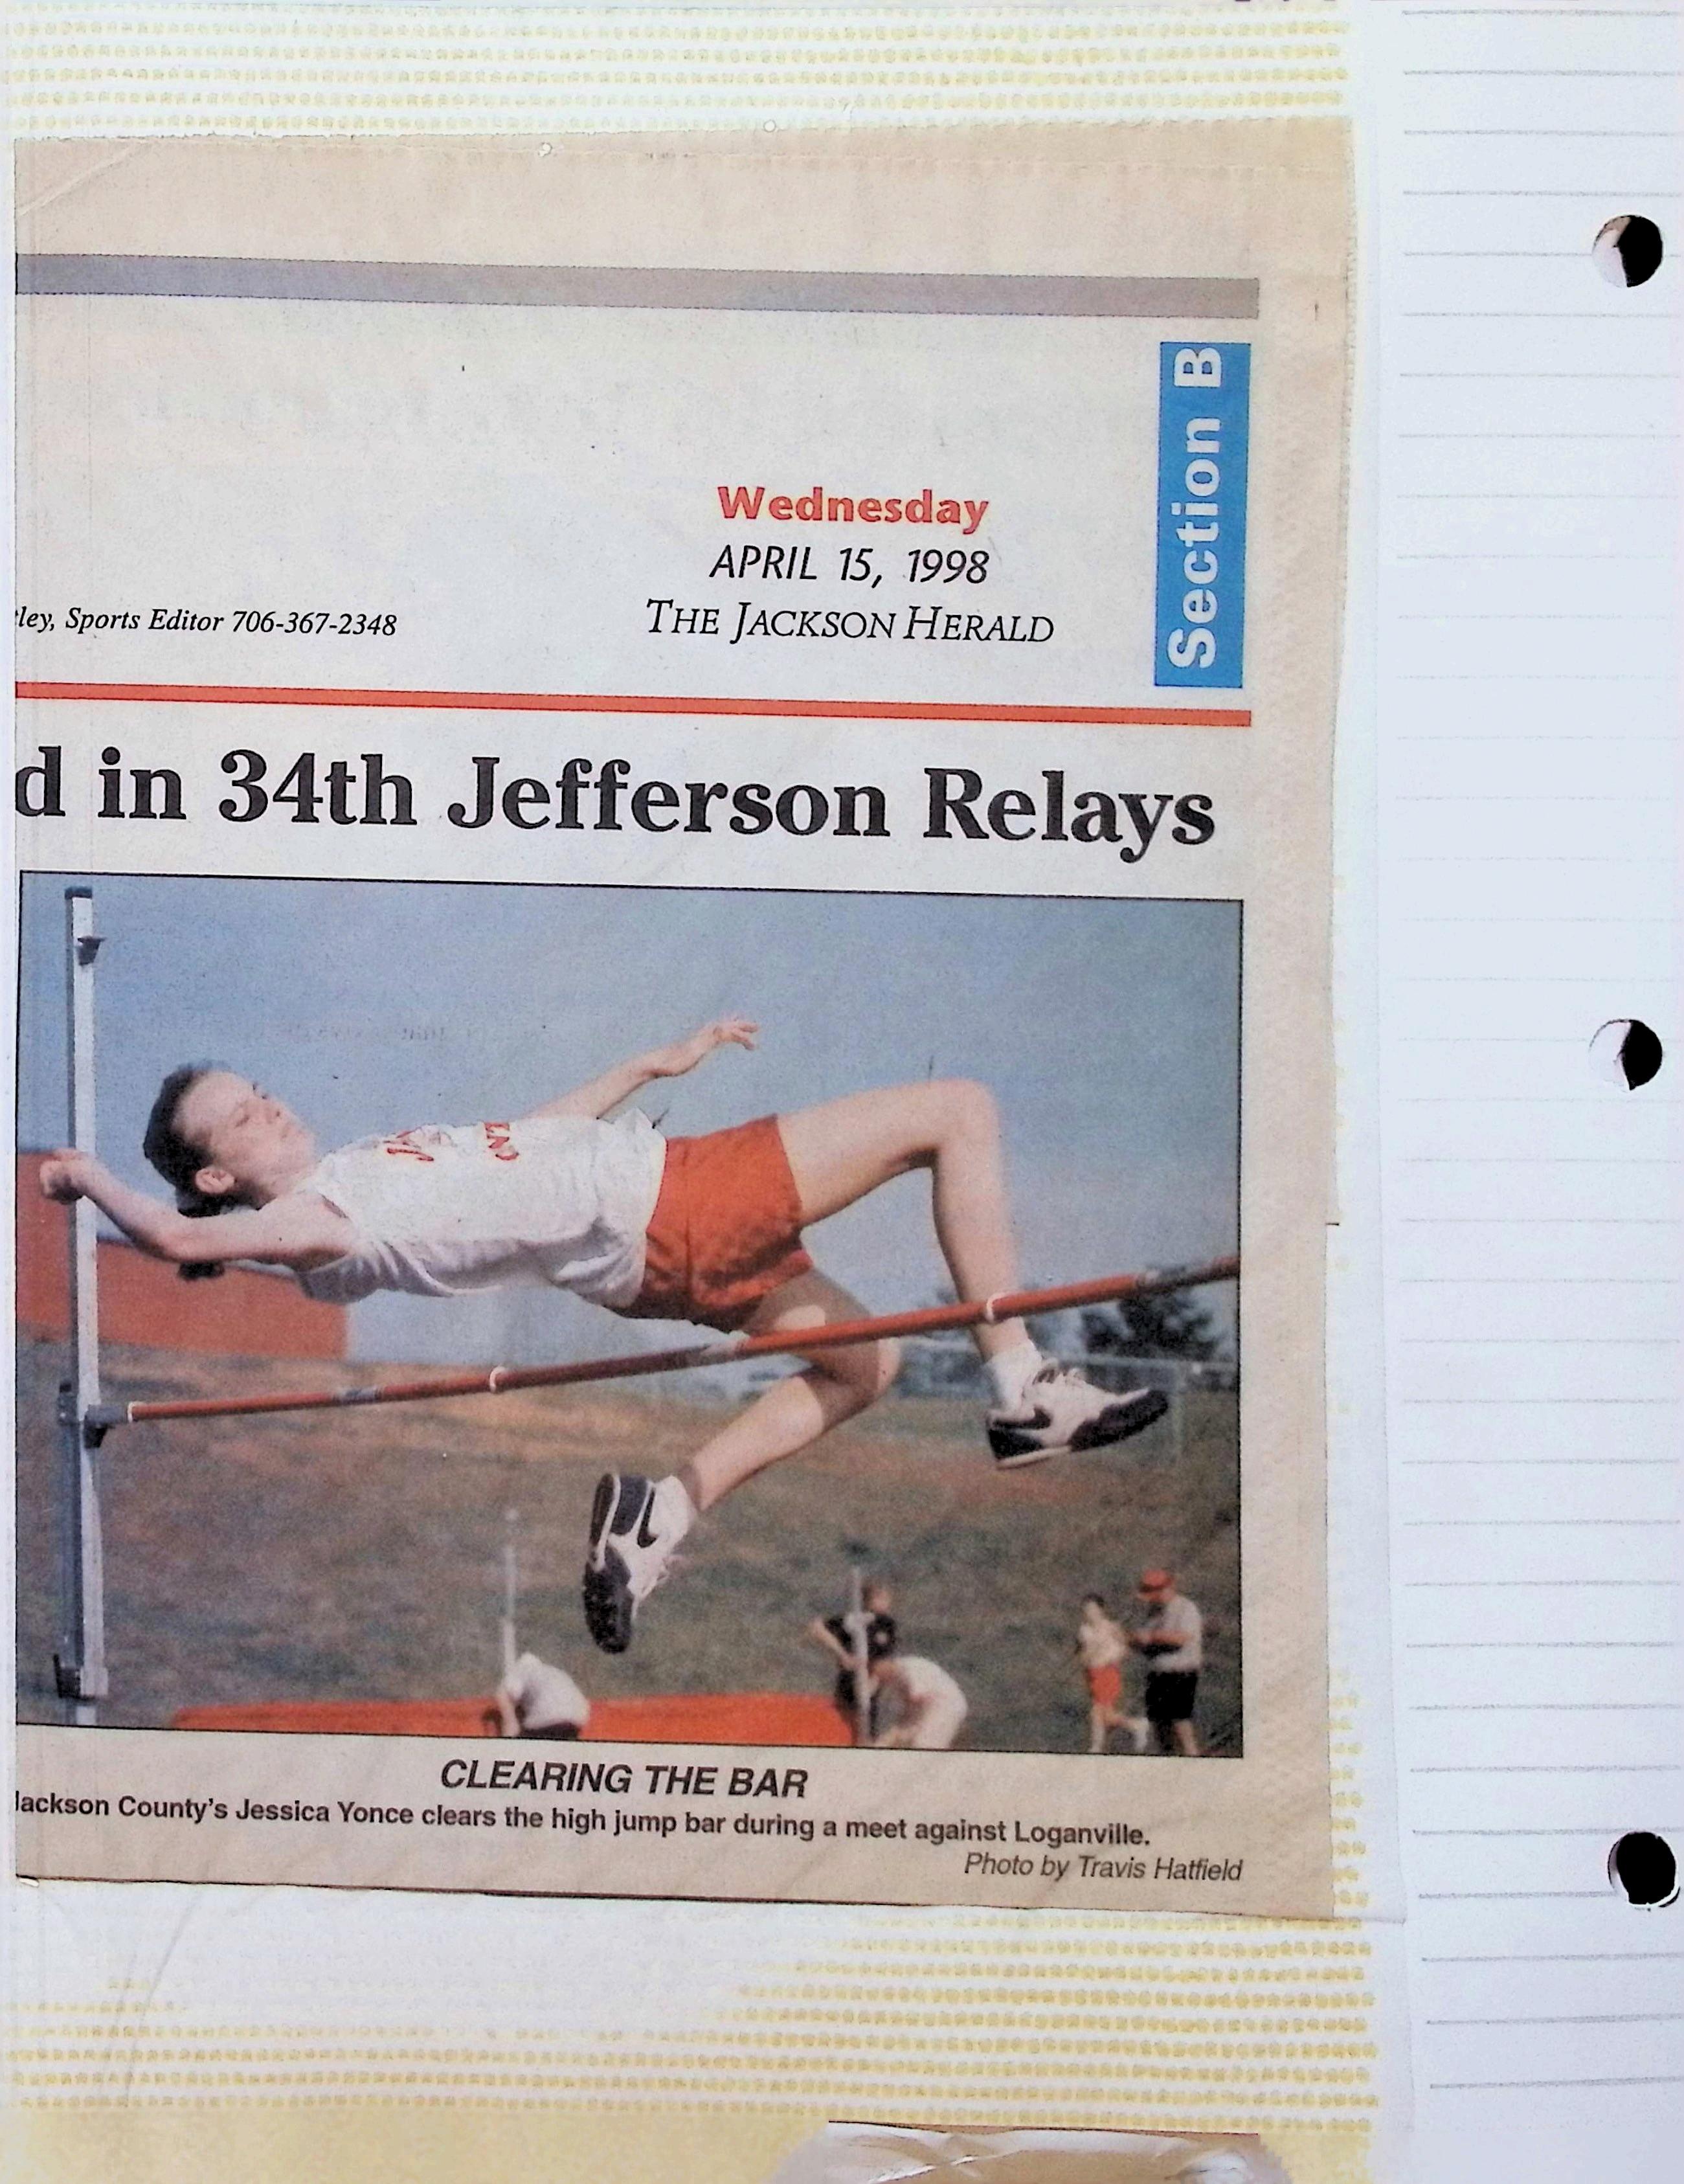 Section B
Wednesday
APRIL 15, 1998
THE JACKSON HERALD
ley, Sports Editor 706-367-2348
d in 34th Jefferson Relays
CLEARING THE BAR
Jackson County's Jessica Yonce clears the high jump bar during a meet against Loganville.
Photo by Travis Hatfield